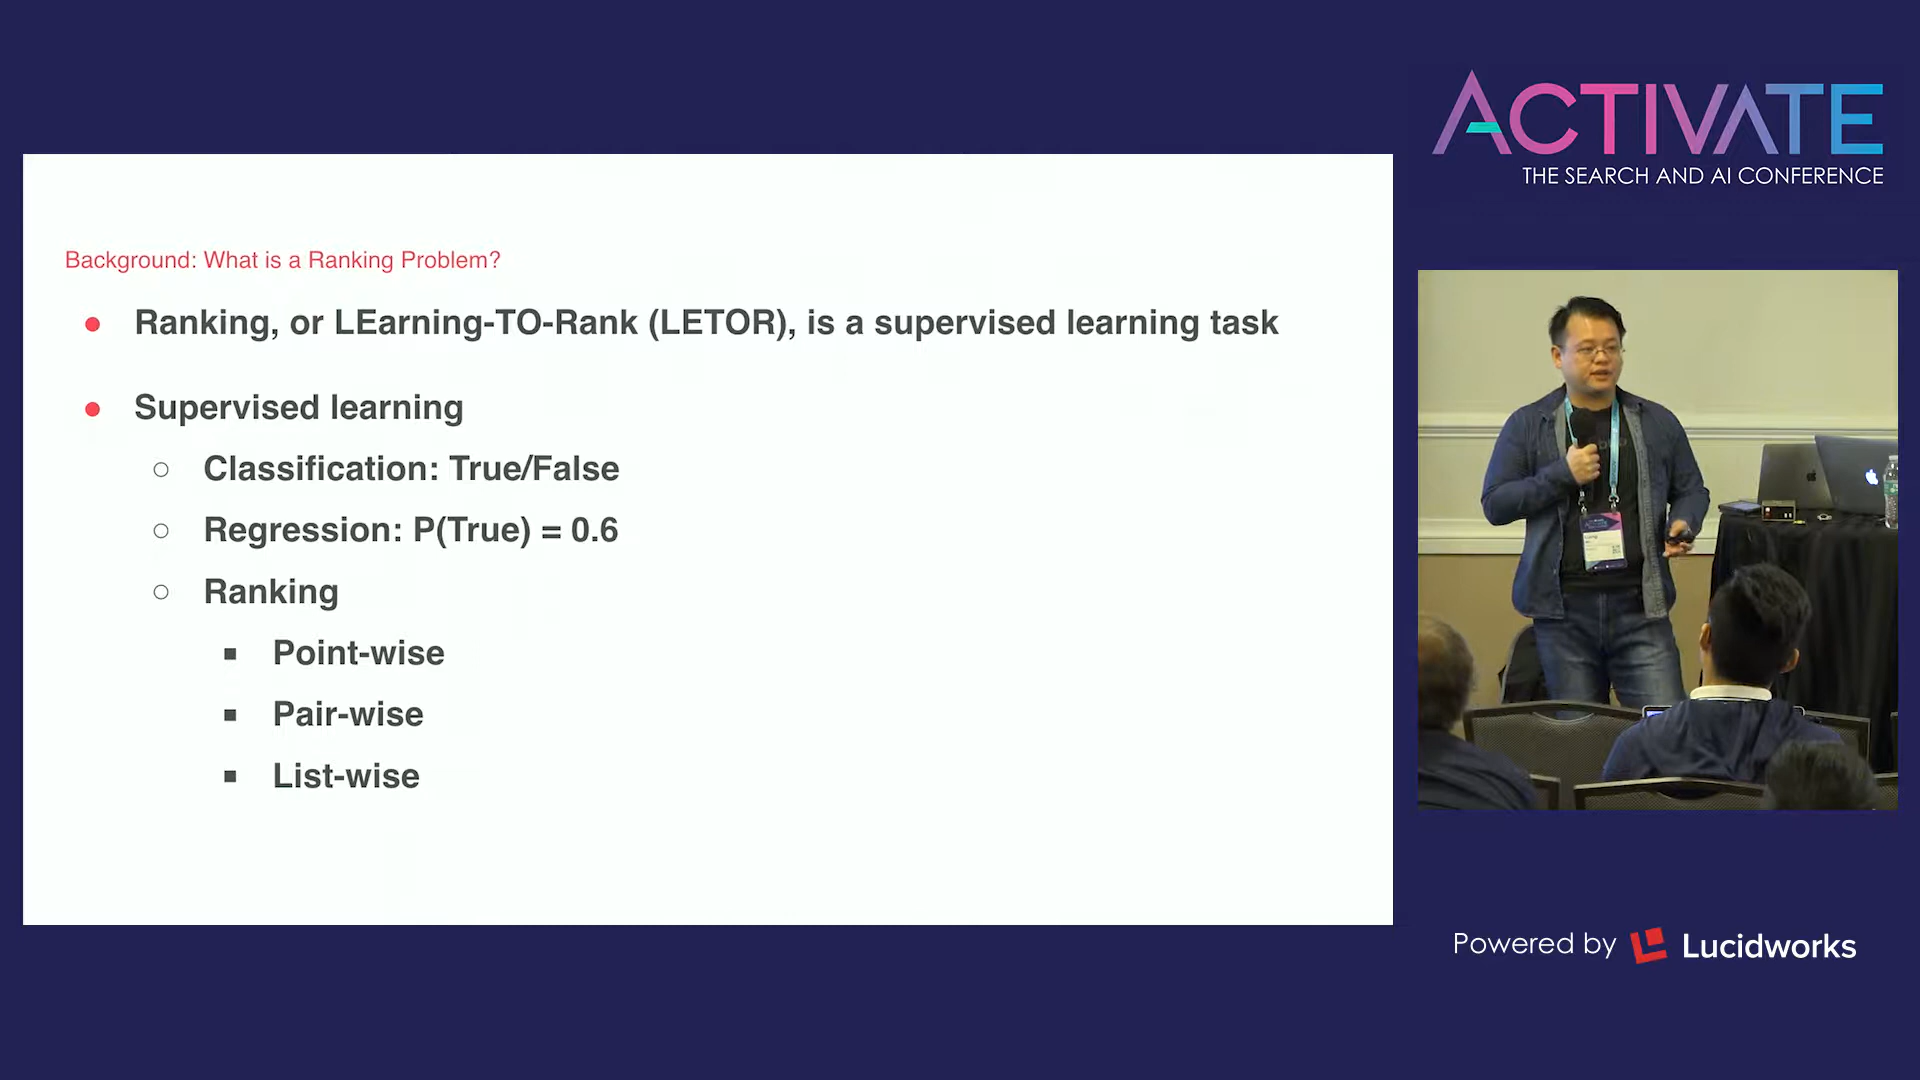 ACTIVATE
THE SEARCH AND AI CONFERENCE
Background: What is a Ranking Problem?
Ranking, or LEarning-TO-Rank (LETOR), is a supervised learning task
Supervised learning
Classification: True/False
Regression: P(True) = 0.6
Ranking
Point-wise
Pair-wise
List-wise
Powered by Lucidworks